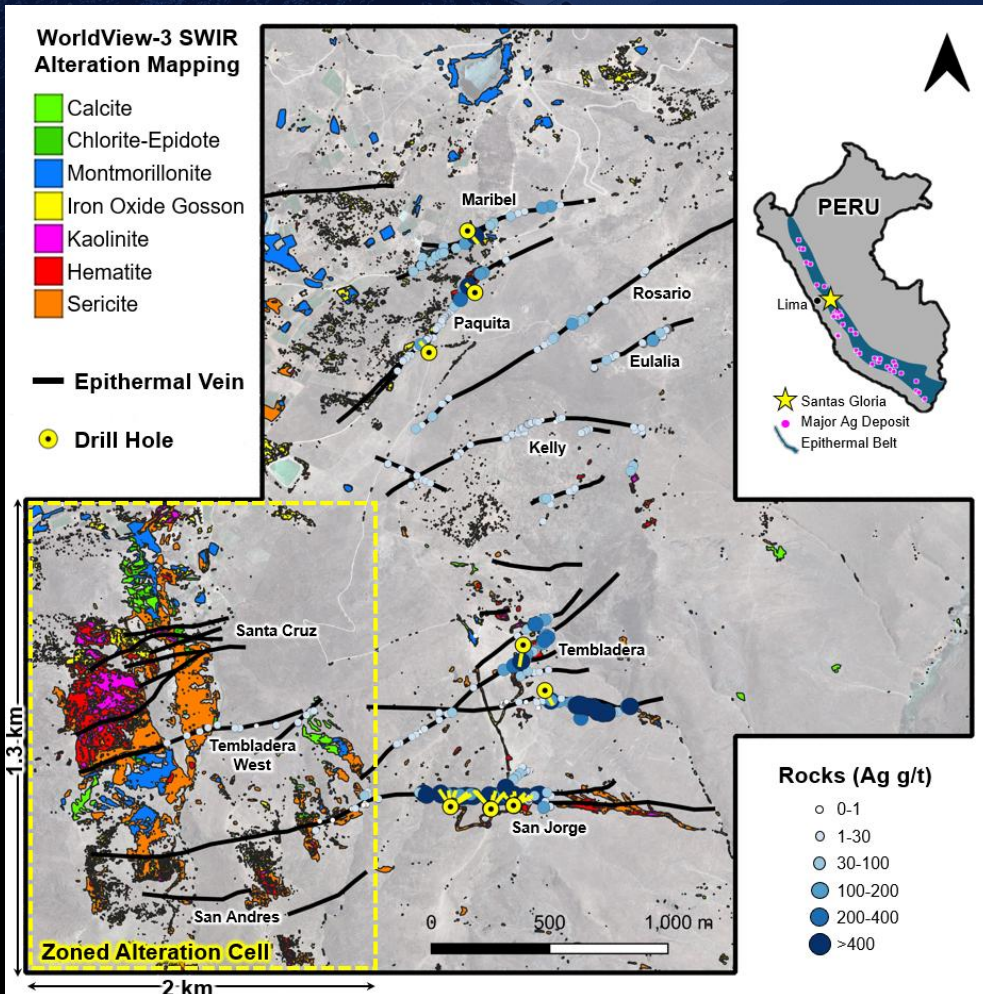 WorldView-3 SWIR
Alteration Mapping
Calcite
Chlorite-Epidote
Montmorillonite
Iron Oxide Gosson
Kaolinite
Hematite
Sericite
Epithermal Vein
Drill Hole
Maribel
Paquita
Rosario
Eulalia
Kelly
PERU
Lima
Santas Gloria
Major Ag Deposit
Epithermal Belt
Santa Cruz
Tembladera
West
San Andres
Tembladera
San Jorge
Zoned Alteration Cell
1.3 km
2 km
0 500 1,000 m
Rocks (Ag g/t)
0-1
1-30
30-100
100-200
200-400
>400